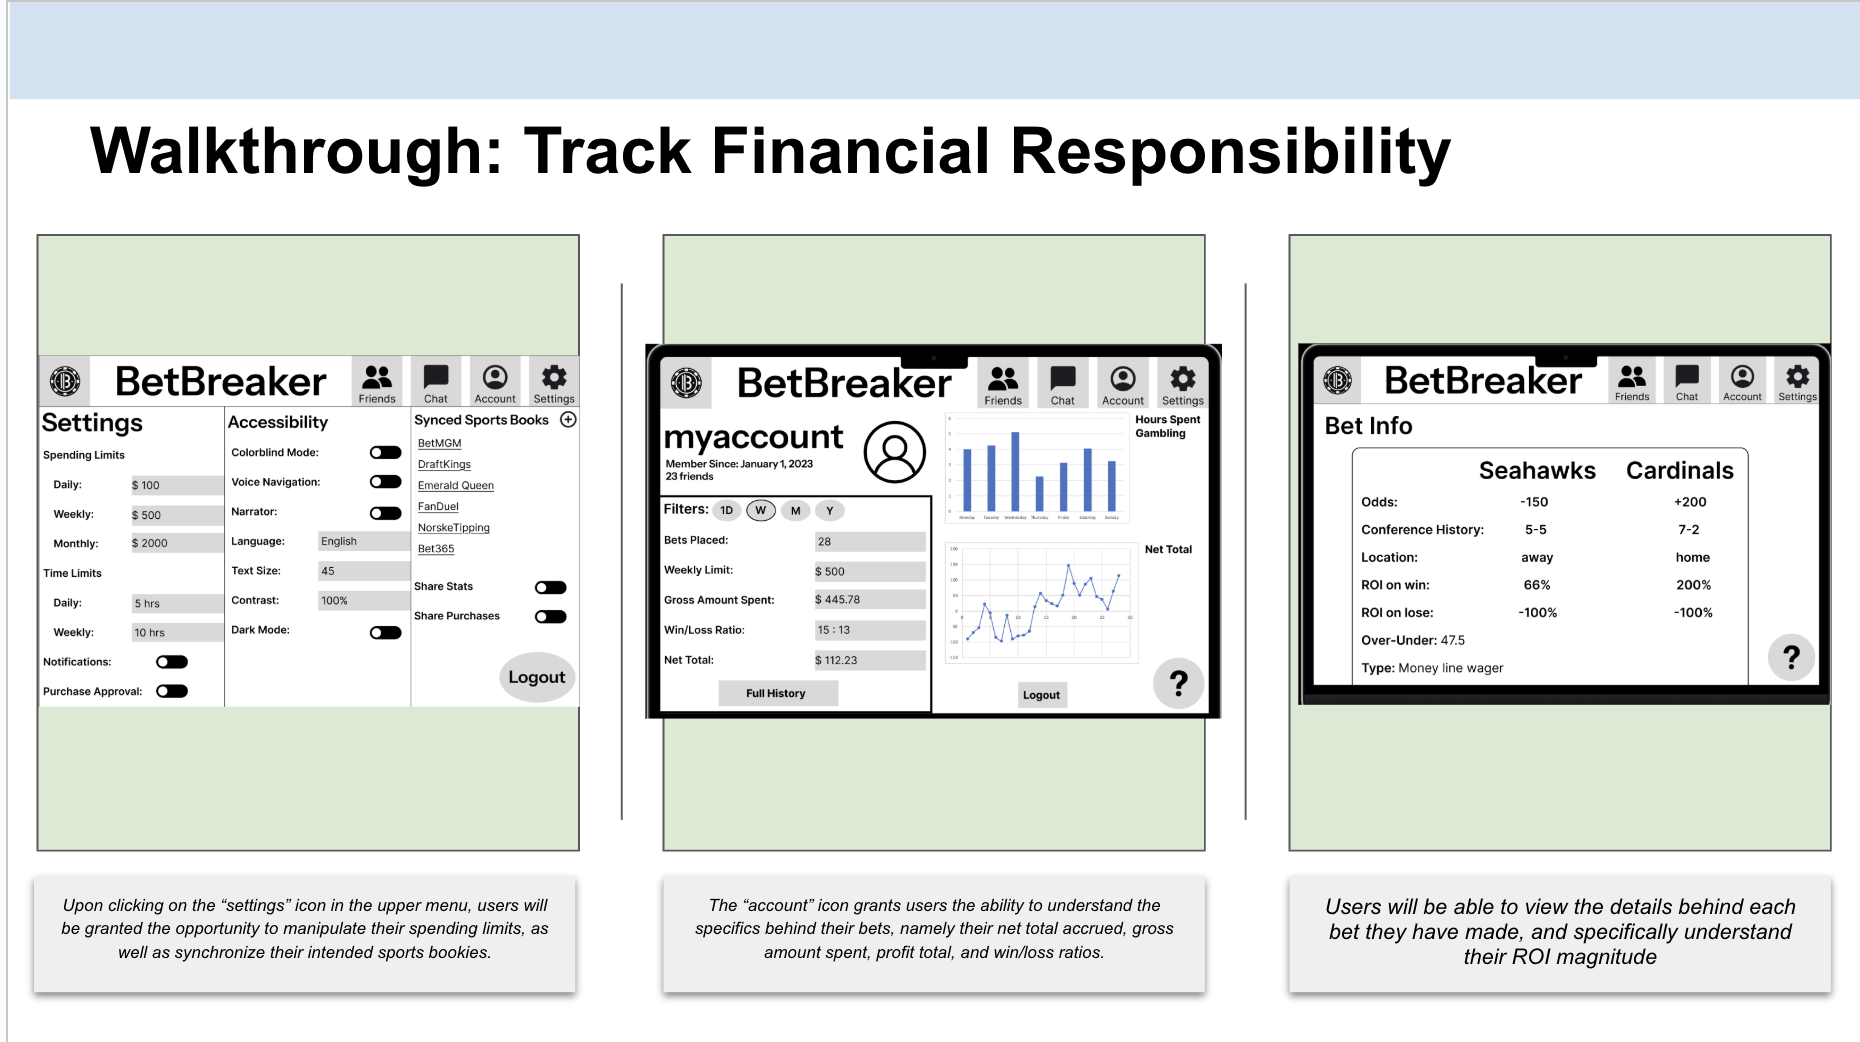 Walkthrough: Track Financial Responsibility
BetBreaker
Friends
Chat
Account
Settings
Settings
Spending Limits
Daily: $ 100
Weekly: $ 500
Monthly: $ 2000
Time Limits
Daily: 5 hrs
Weekly: 10 hrs
Notifications:
Purchase Approval:
Accessibility
Colorblind Mode:
Voice Navigation:
Narrator:
Language: English
Text Size: 45
Contrast: 100%
Dark Mode:
Synced Sports Books
BetMGM
DraftKings
Emerald Queen
FanDuel
NorskeTipping
Bet365
Share Stats
Share Purchases
Logout
Upon clicking on the “settings” icon in the upper menu, users will
be granted the opportunity to manipulate their spending limits, as
well as synchronize their intended sports bookies.
BetBreaker
Friends
Chat
Account
Settings
myaccount
Member Since: January 1, 2023
23 friends
Filters: 1D W M Y
Bets Placed: 28
Weekly Limit: $ 500
Gross Amount Spent: $ 445.78
Win/Loss Ratio: 15 : 13
Net Total: $ 112.23
Full History
Hours Spent
Gambling
Monday Tuesday Wednesday Thursday Friday Saturday Sunday
Net Total
Logout
?
The “account” icon grants users the ability to understand the
specifics behind their bets, namely their net total accrued, gross
amount spent, profit total, and win/loss ratios.
BetBreaker
Friends
Chat
Account
Settings
Bet Info
Seahawks Cardinals
Odds: -150 +200
Conference History: 5-5 7-2
Location: away home
ROI on win: 66% 200%
ROI on lose: -100% -100%
Over-Under: 47.5
Type: Money line wager
?
Users will be able to view the details behind each
bet they have made, and specifically understand
their ROI magnitude